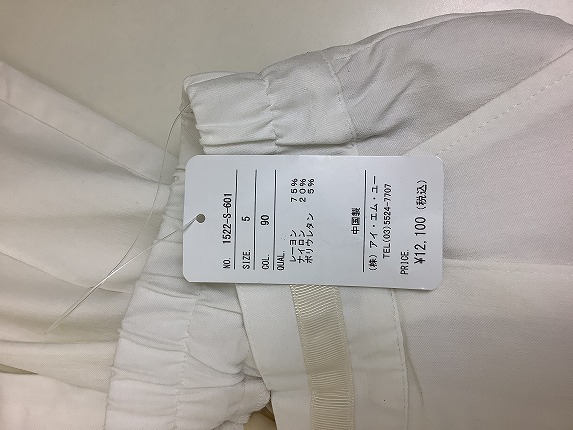 NO. 1522-S-601
SIZE. 5
COL. 90
QUAL.
レーヨン 75%
ナイロン 20%
ポリウレタン 5%
中国製
(株) アイ・エム・ユー
TEL(03)5524-7707
PRICE.
¥12,100 (税込)